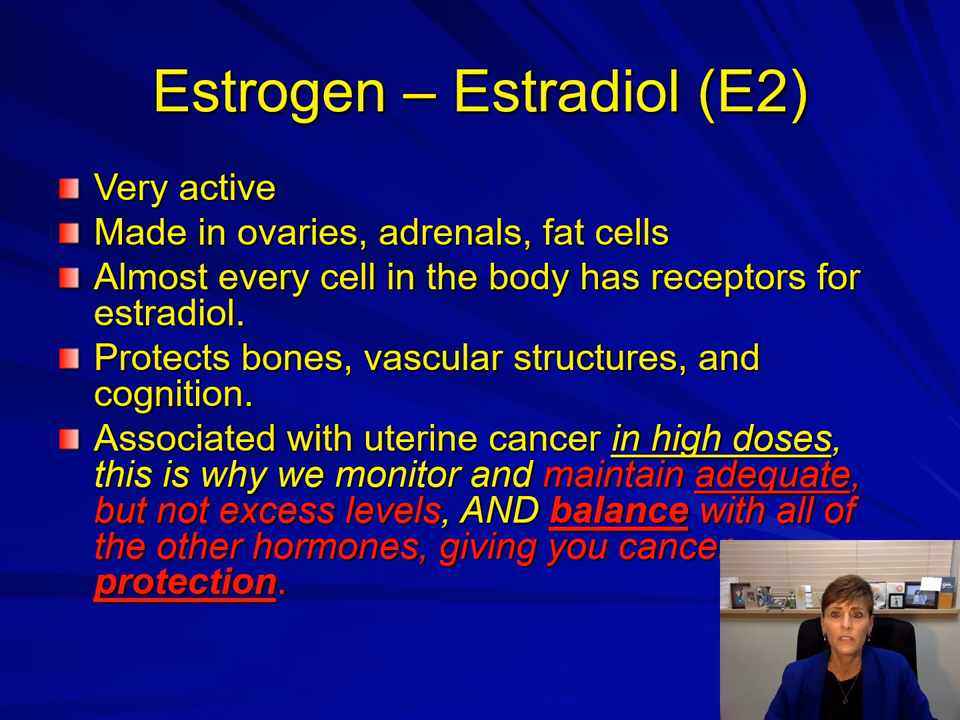 Estrogen – Estradiol (E2)
Very active
Made in ovaries, adrenals, fat cells
Almost every cell in the body has receptors for
estradiol.
Protects bones, vascular structures, and
cognition.
Associated with uterine cancer in high doses,
this is why we monitor and maintain adequate,
but not excess levels, AND balance with all of
the other hormones, giving you cancer
protection.